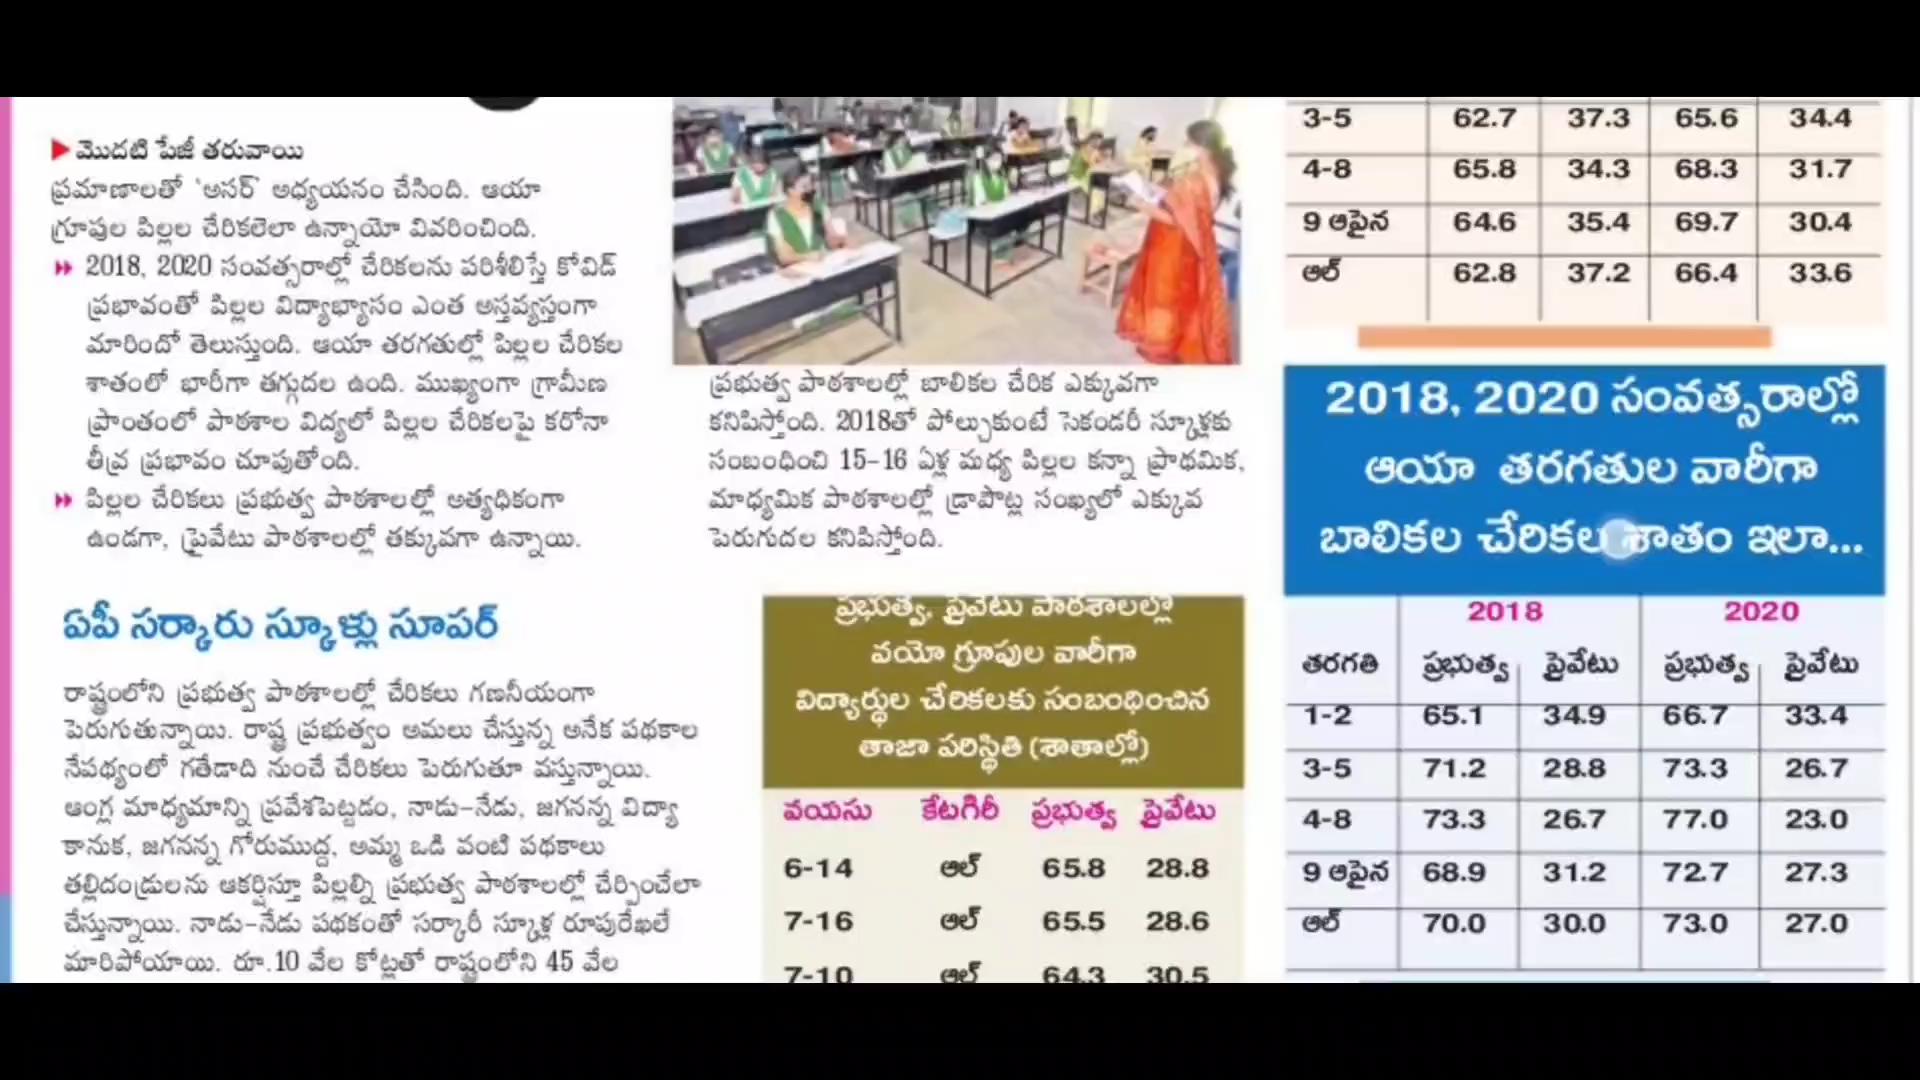 మొదటి పేజీ తరువాయి
ప్రమాణాలతో 'అసర్' అధ్యయనం చేసింది. ఆయా
గ్రూపుల పిల్లల చేరికలెలా ఉన్నాయో వివరించింది.
2018, 2020 సంవత్సరాల్లో చేరికలను పరిశీలిస్తే కోవిడ్
ప్రభావంతో పిల్లల విద్యాభ్యాసం ఎంత అస్తవ్యస్తంగా
మారిందో తెలుస్తుంది. ఆయా తరగతుల్లో పిల్లల చేరికల
శాతంలో భారీగా తగ్గుదల ఉంది. ముఖ్యంగా గ్రామీణ
ప్రాంతంలో పాఠశాల విద్యలో పిల్లల చేరికలపై కరోనా
తీవ్ర ప్రభావం చూపుతోంది.
పిల్లల చేరికలు ప్రభుత్వ పాఠశాలల్లో అత్యధికంగా
ఉండగా, ప్రైవేటు పాఠశాలల్లో తక్కువగా ఉన్నాయి.
ఏపీ సర్కారు స్కూళ్లు సూపర్
రాష్ట్రంలోని ప్రభుత్వ పాఠశాలల్లో చేరికలు గణనీయంగా
పెరుగుతున్నాయి. రాష్ట్ర ప్రభుత్వం అమలు చేస్తున్న అనేక పథకాల
నేపథ్యంలో గతేడాది నుంచే చేరికలు పెరుగుతూ వస్తున్నాయి.
ఆంగ్ల మాధ్యమాన్ని ప్రవేశపెట్టడం, నాడు-నేడు, జగనన్న విద్యా
కానుక, జగనన్న గోరుముద్ద, అమ్మ ఒడి వంటి పథకాలు
తల్లిదండ్రులను ఆకర్షిస్తూ పిల్లల్ని ప్రభుత్వ పాఠశాలల్లో చేర్పించేలా
చేస్తున్నాయి. నాడు-నేడు పథకంతో సర్కారీ స్కూళ్ల రూపురేఖలే
మారిపోయాయి. రూ.10 వేల కోట్లతో రాష్ట్రంలోని 45 వేల
ప్రభుత్వ పాఠశాలల్లో బాలికల చేరిక ఎక్కువగా
కనిపిస్తోంది. 2018తో పోల్చుకుంటే సెకండరీ స్కూళ్లకు
సంబంధించి 15-16 ఏళ్ల మధ్య పిల్లల కన్నా ప్రాథమిక,
మాధ్యమిక పాఠశాలల్లో డ్రాపౌట్ల సంఖ్యలో ఎక్కువ
పెరుగుదల కనిపిస్తోంది.
ప్రభుత్వ, ప్రైవేటు పాఠశాలల్లో
వయో గ్రూపుల వారీగా
విద్యార్థుల చేరికలకు సంబంధించిన
తాజా పరిస్థితి (శాతాల్లో)
వయసు కేటగిరీ ప్రభుత్వ ప్రైవేటు
6-14 ఆల్ 65.8 28.8
7-16 ఆల్ 65.5 28.6
7-10 ఆల్ 64.3 30.5
3-5 62.7 37.3 65.6 34.4
4-8 65.8 34.3 68.3 31.7
9 ఆపైన 64.6 35.4 69.7 30.4
ఆల్ 62.8 37.2 66.4 33.6
2018, 2020 సంవత్సరాల్లో
ఆయా తరగతుల వారీగా
బాలికల చేరికల శాతం ఇలా...
2018 2020
తరగతి ప్రభుత్వ ప్రైవేటు ప్రభుత్వ ప్రైవేటు
1-2 65.1 34.9 66.7 33.4
3-5 71.2 28.8 73.3 26.7
4-8 73.3 26.7 77.0 23.0
9 ఆపైన 68.9 31.2 72.7 27.3
ఆల్ 70.0 30.0 73.0 27.0